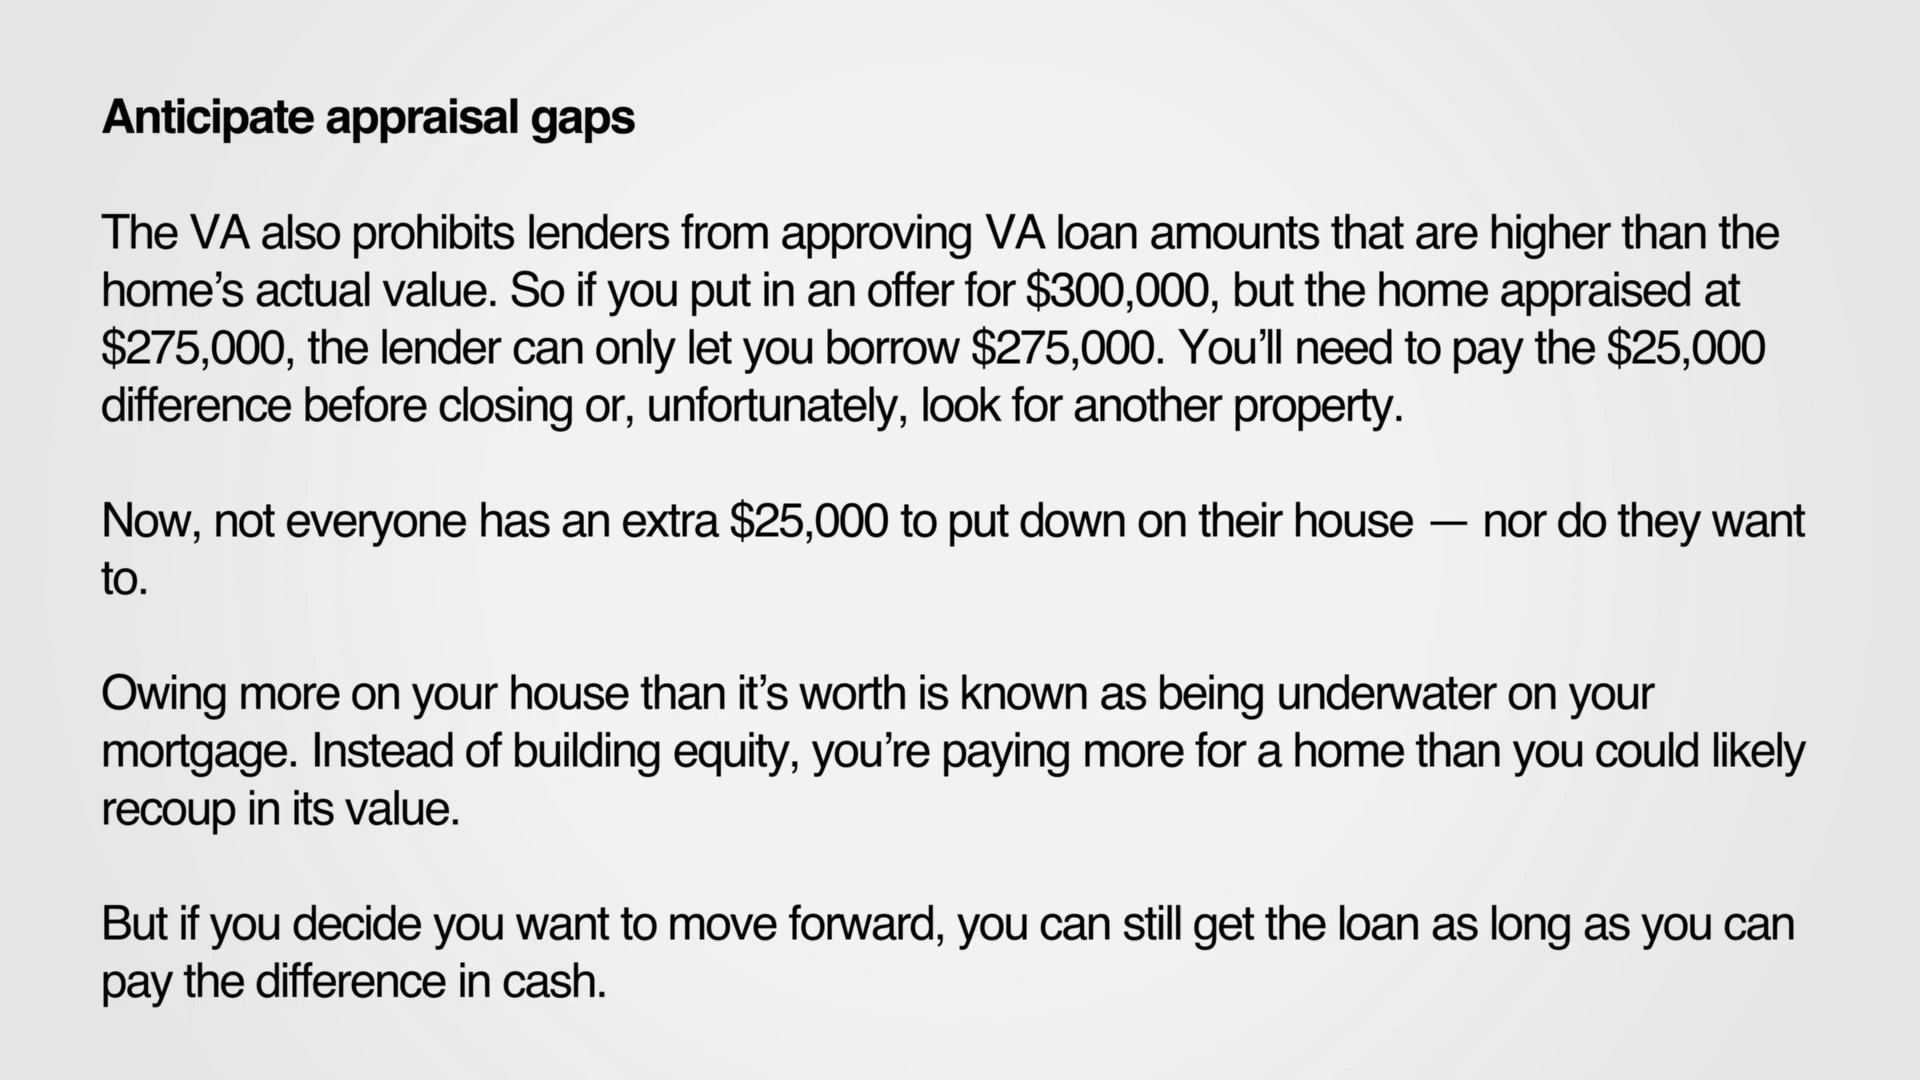 Anticipate appraisal gaps
The VA also prohibits lenders from approving VA loan amounts that are higher than the
home’s actual value. So if you put in an offer for $300,000, but the home appraised at
$275,000, the lender can only let you borrow $275,000. You’ll need to pay the $25,000
difference before closing or, unfortunately, look for another property.
Now, not everyone has an extra $25,000 to put down on their house — nor do they want
to.
Owing more on your house than it’s worth is known as being underwater on your
mortgage. Instead of building equity, you’re paying more for a home than you could likely
recoup in its value.
But if you decide you want to move forward, you can still get the loan as long as you can
pay the difference in cash.